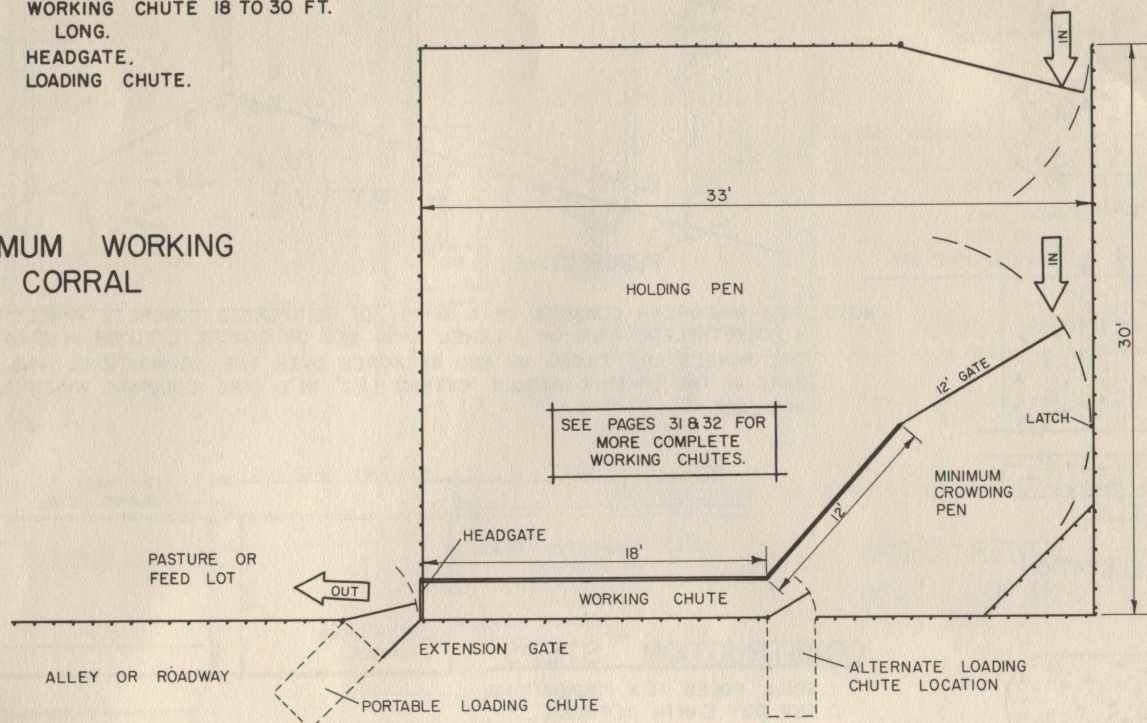 WORKING CHUTE 18 TO 30 FT.
LONG.
HEADGATE.
LOADING CHUTE.
MUM WORKING
CORRAL
IN
33'
IN
30'
HOLDING PEN
12' GATE
LATCH
SEE PAGES 31 & 32 FOR
MORE COMPLETE
WORKING CHUTES.
MINIMUM
CROWDING
PEN
12'
HEADGATE
18'
PASTURE OR
FEED LOT
OUT
WORKING CHUTE
EXTENSION GATE
ALLEY OR ROADWAY
PORTABLE LOADING CHUTE
ALTERNATE LOADING
CHUTE LOCATION